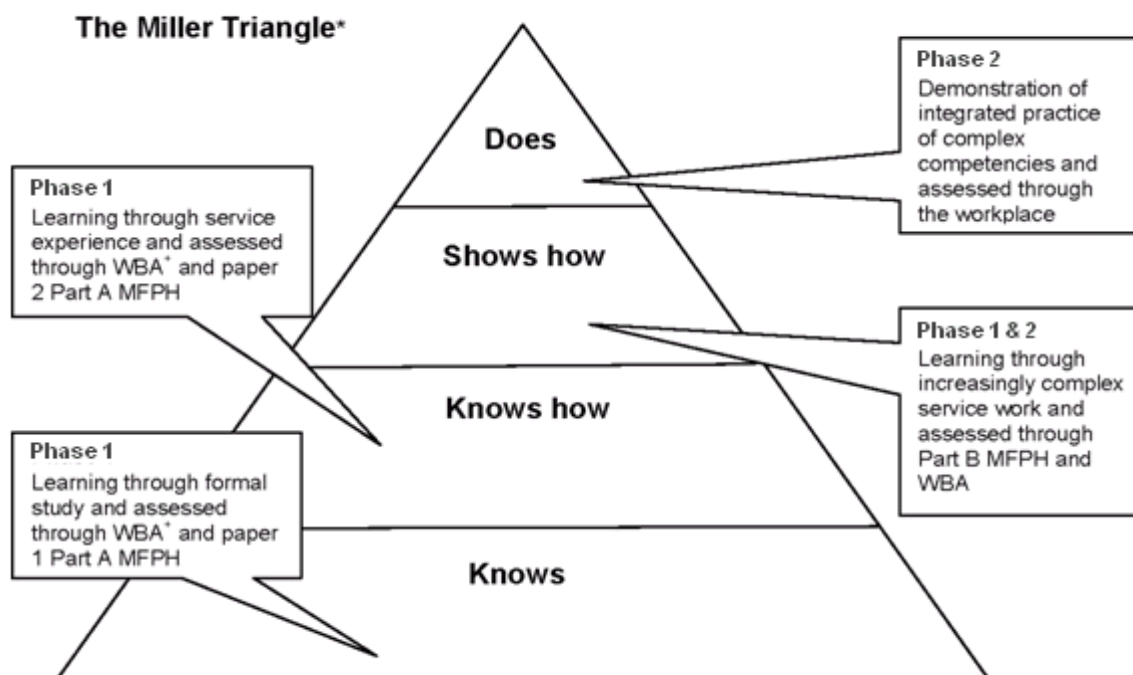 The Miller Triangle*
Phase 2
Demonstration of
integrated practice
of complex
competencies and
assessed through
the workplace
Does
Phase 1
Learning through service
experience and assessed
through WBA⁺ and paper
2 Part A MFPH
Shows how
Phase 1 & 2
Learning through
increasingly complex
service work and
assessed through
Part B MFPH and
WBA
Knows how
Phase 1
Learning through formal
study and assessed
through WBA⁺ and paper
1 Part A MFPH
Knows